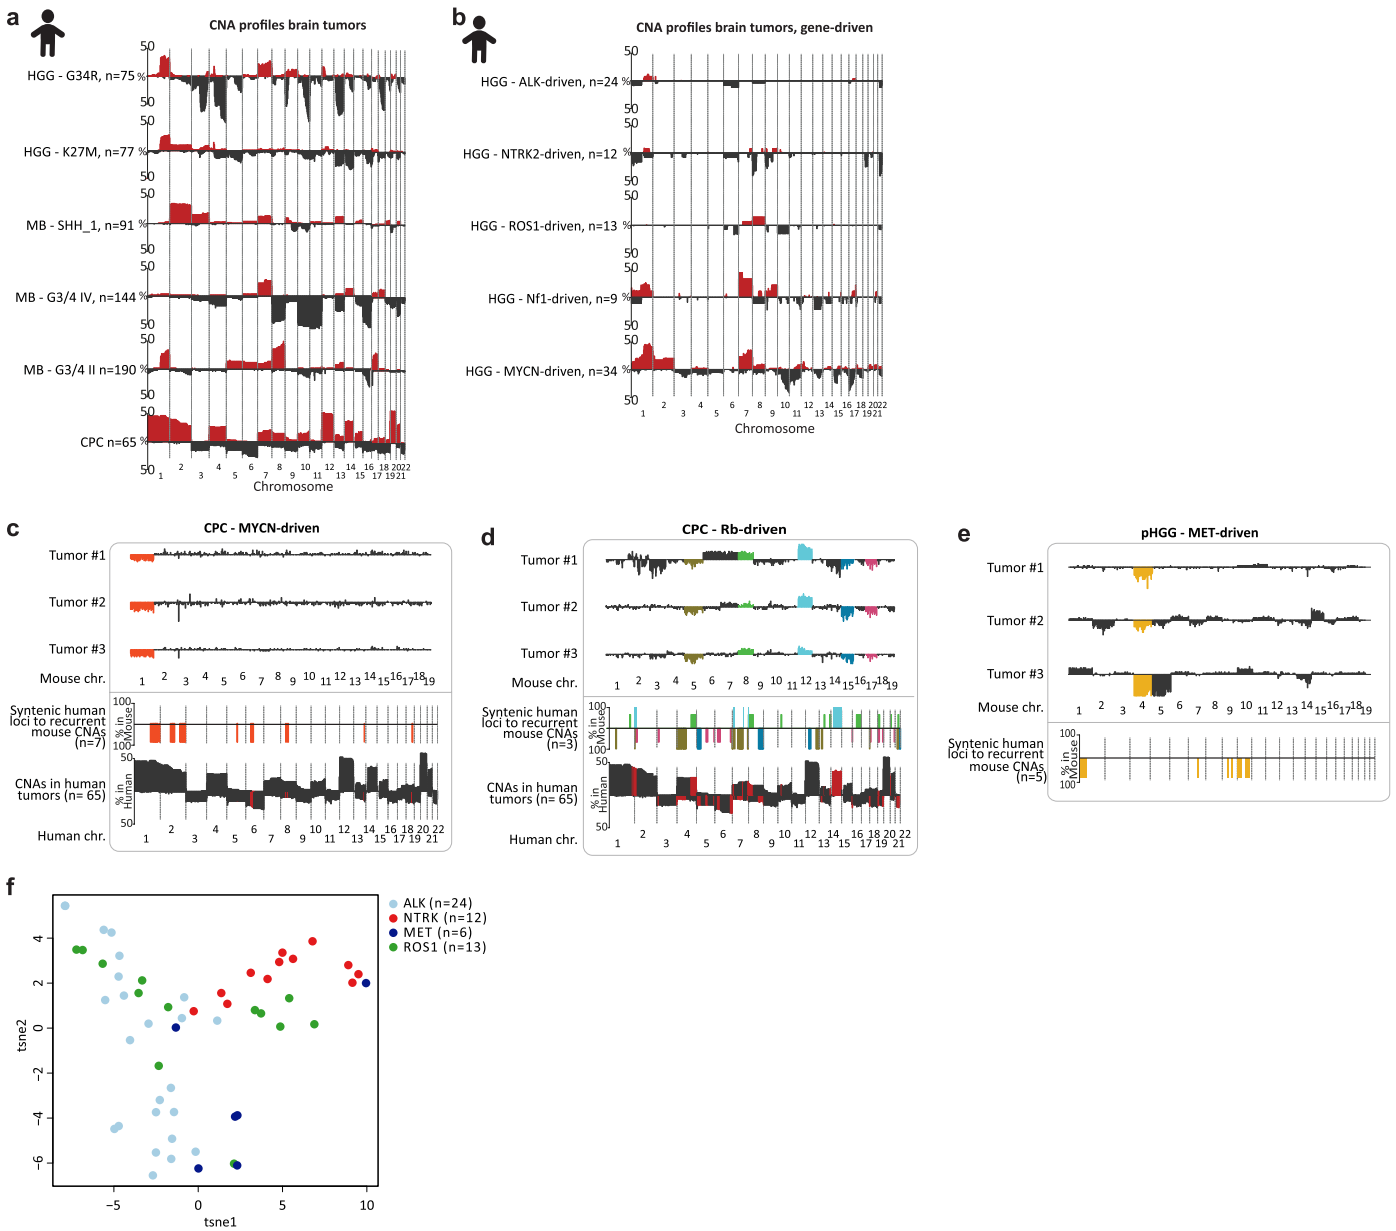 a
CNA profiles brain tumors
50
HGG - G34R, n=75 %
50
50
HGG - K27M, n=77 %
50
50
MB - SHH_1, n=91 %
50
50
MB - G3/4 IV, n=144 %
50
50
MB - G3/4 II n=190 %
50
50
CPC n=65 %
50
2 4 6 8 10 12 14 16 18 20 22
1 3 5 7 9 11 13 15 17 19 21
Chromosome
b
CNA profiles brain tumors, gene-driven
50
HGG - ALK-driven, n=24 %
50
50
HGG - NTRK2-driven, n=12 %
50
50
HGG - ROS1-driven, n=13 %
50
50
HGG - Nf1-driven, n=9 %
50
50
HGG - MYCN-driven, n=34 %
50
2 4 6 8 10 12 14 16 18 20 22
1 3 5 7 9 11 13 15 17 19 21
Chromosome
c
CPC - MYCN-driven
Tumor #1
Tumor #2
Tumor #3
Mouse chr.
1 2 3 4 5 6 7 8 9 10 11 12 13 14 15 16 17 18 19
Syntenic human
loci to recurrent
mouse CNAs
(n=7)
100
% in
Mouse
100
CNAs in human
tumors (n= 65)
50
% in
Human
50
Human chr.
1 2 3 4 5 6 7 8 9 10 11 12 13 14 15 16 17 18 19 20 21 22
d
CPC - Rb-driven
Tumor #1
Tumor #2
Tumor #3
Mouse chr.
1 2 3 4 5 6 7 8 9 10 11 12 13 14 15 16 17 18 19
Syntenic human
loci to recurrent
mouse CNAs
(n=3)
100
% in
Mouse
100
CNAs in human
tumors (n= 65)
50
% in
Human
50
Human chr.
1 2 3 4 5 6 7 8 9 10 11 12 13 14 15 16 17 18 19 20 21 22
e
pHGG - MET-driven
Tumor #1
Tumor #2
Tumor #3
Mouse chr.
1 2 3 4 5 6 7 8 9 10 11 12 13 14 15 16 17 18 19
Syntenic human
loci to recurrent
mouse CNAs
(n=5)
100
% in
Mouse
100
f
ALK (n=24)
NTRK (n=12)
MET (n=6)
ROS1 (n=13)
tsne2
4
2
0
−2
−4
−6
−5 0 5 10
tsne1